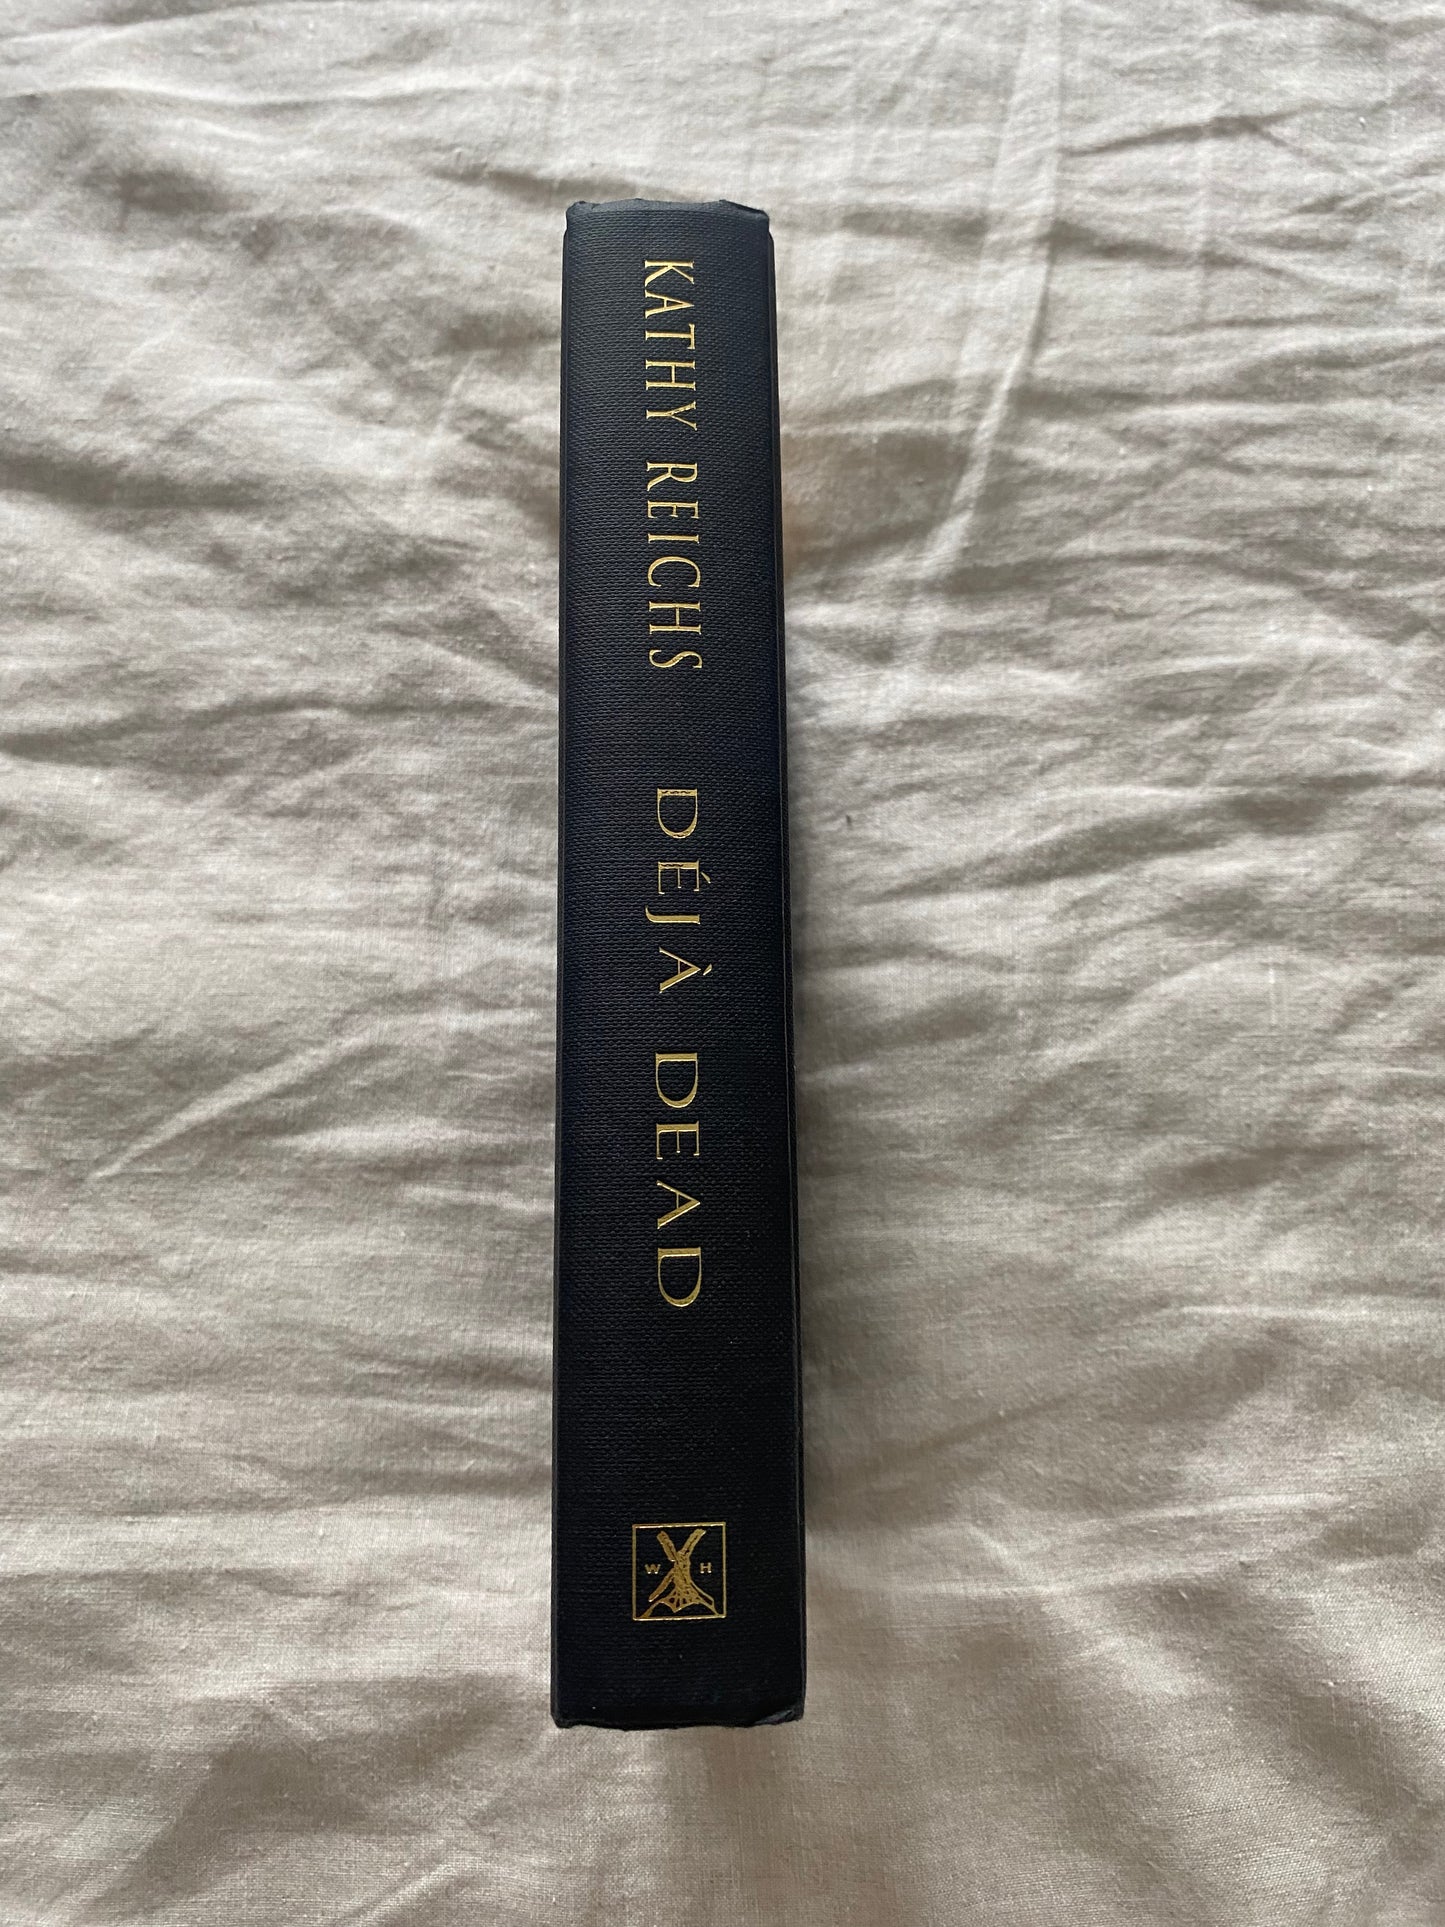 KATHY REICHS
DÉJÀ DEAD
W H